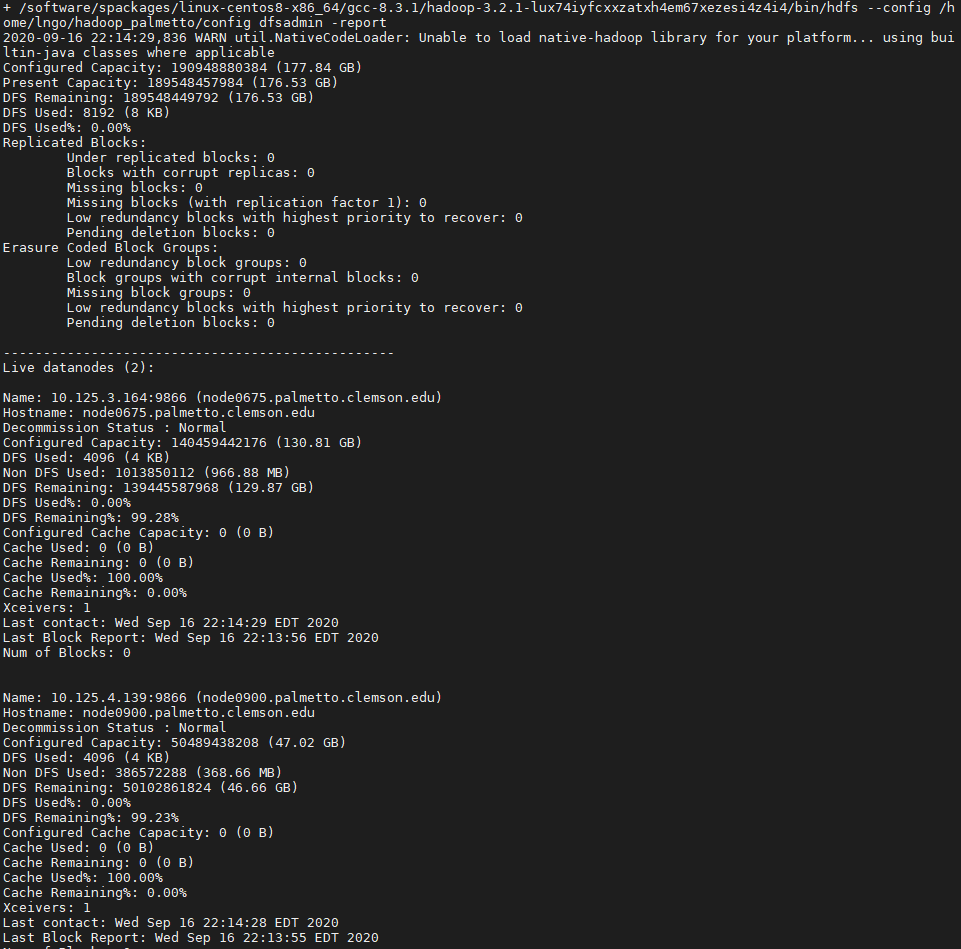 + /software/spackages/linux-centos8-x86_64/gcc-8.3.1/hadoop-3.2.1-lux74iyfcxxzatxh4em67xezesi4z4i4/bin/hdfs --config /h
ome/lngo/hadoop_palmetto/config dfsadmin -report
2020-09-16 22:14:29,836 WARN util.NativeCodeLoader: Unable to load native-hadoop library for your platform... using bui
ltin-java classes where applicable
Configured Capacity: 190948880384 (177.84 GB)
Present Capacity: 189548457984 (176.53 GB)
DFS Remaining: 189548449792 (176.53 GB)
DFS Used: 8192 (8 KB)
DFS Used%: 0.00%
Replicated Blocks:
        Under replicated blocks: 0
        Blocks with corrupt replicas: 0
        Missing blocks: 0
        Missing blocks (with replication factor 1): 0
        Low redundancy blocks with highest priority to recover: 0
        Pending deletion blocks: 0
Erasure Coded Block Groups:
        Low redundancy block groups: 0
        Block groups with corrupt internal blocks: 0
        Missing block groups: 0
        Low redundancy blocks with highest priority to recover: 0
        Pending deletion blocks: 0
-------------------------------------------------
Live datanodes (2):
Name: 10.125.3.164:9866 (node0675.palmetto.clemson.edu)
Hostname: node0675.palmetto.clemson.edu
Decommission Status : Normal
Configured Capacity: 140459442176 (130.81 GB)
DFS Used: 4096 (4 KB)
Non DFS Used: 1013850112 (966.88 MB)
DFS Remaining: 139445587968 (129.87 GB)
DFS Used%: 0.00%
DFS Remaining%: 99.28%
Configured Cache Capacity: 0 (0 B)
Cache Used: 0 (0 B)
Cache Remaining: 0 (0 B)
Cache Used%: 100.00%
Cache Remaining%: 0.00%
Xceivers: 1
Last contact: Wed Sep 16 22:14:29 EDT 2020
Last Block Report: Wed Sep 16 22:13:56 EDT 2020
Num of Blocks: 0
Name: 10.125.4.139:9866 (node0900.palmetto.clemson.edu)
Hostname: node0900.palmetto.clemson.edu
Decommission Status : Normal
Configured Capacity: 50489438208 (47.02 GB)
DFS Used: 4096 (4 KB)
Non DFS Used: 386572288 (368.66 MB)
DFS Remaining: 50102861824 (46.66 GB)
DFS Used%: 0.00%
DFS Remaining%: 99.23%
Configured Cache Capacity: 0 (0 B)
Cache Used: 0 (0 B)
Cache Remaining: 0 (0 B)
Cache Used%: 100.00%
Cache Remaining%: 0.00%
Xceivers: 1
Last contact: Wed Sep 16 22:14:28 EDT 2020
Last Block Report: Wed Sep 16 22:13:55 EDT 2020